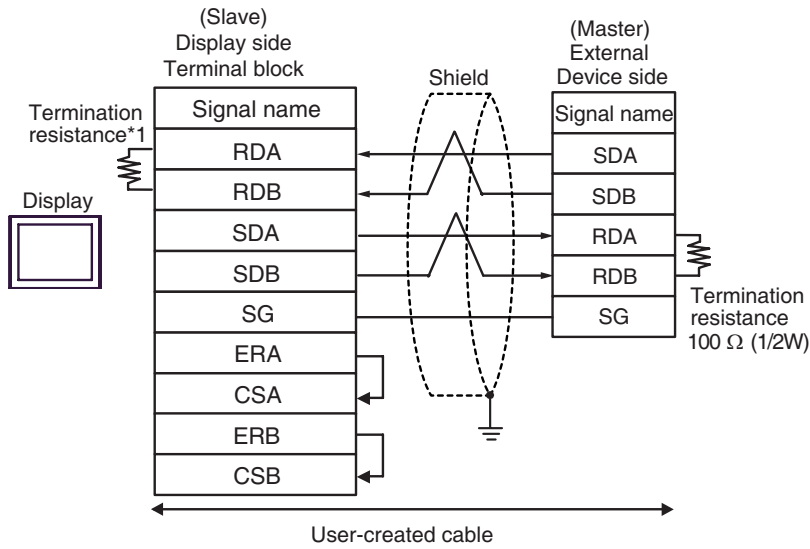 (Slave)
Display side
Terminal block
(Master)
External
Device side
Shield
Termination
resistance*1
Display
Signal name
RDA
RDB
SDA
SDB
SG
ERA
CSA
ERB
CSB
Signal name
SDA
SDB
RDA
RDB
SG
Termination
resistance
100 Ω (1/2W)
User-created cable